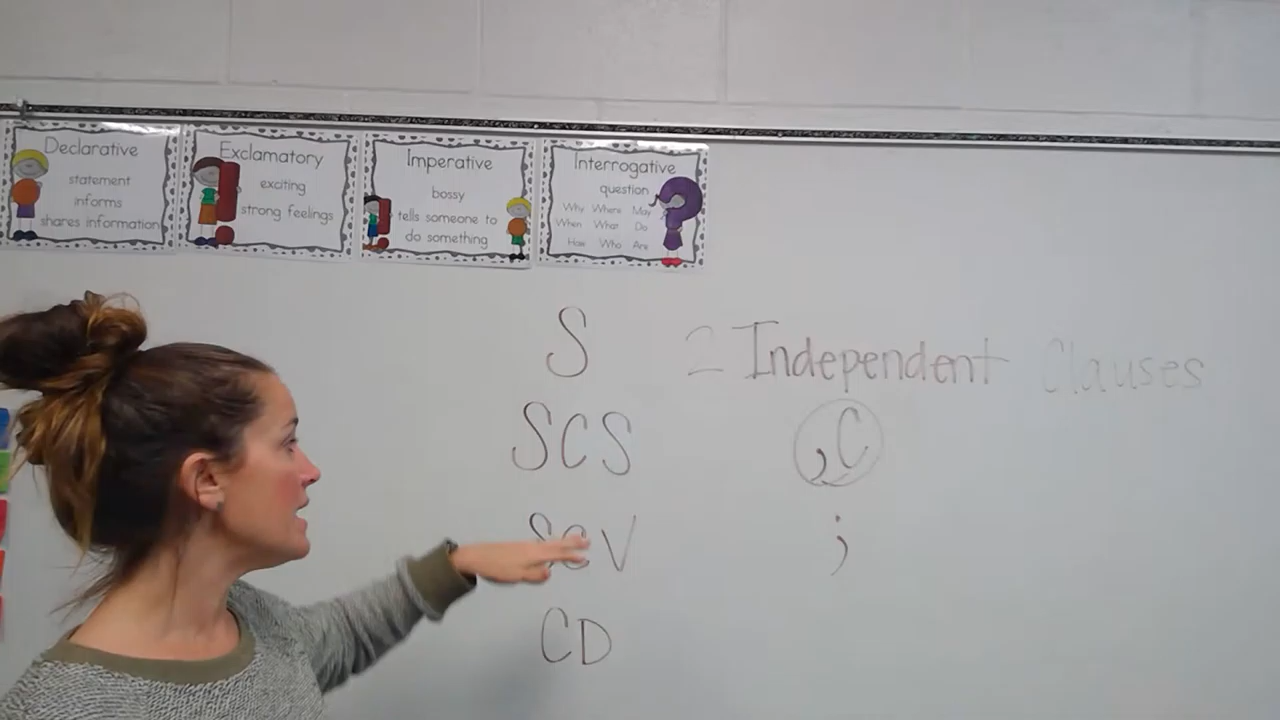 Declarative
statement
informs
shares information
Exclamatory
exciting
strong feelings
Imperative
bossy
tells someone to
do something
Interrogative
question
Why Where May
When What Do
How Who Are
S 2 Independent Clauses
SCS ,C
SCV ;
CD